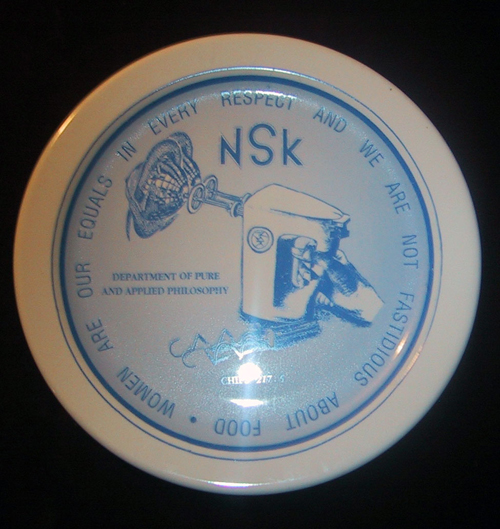 WOMEN ARE OUR EQUALS IN EVERY RESPECT AND WE ARE NOT FASTIDIOUS ABOUT FOOD •
NSK
DEPARTMENT OF PURE
AND APPLIED PHILOSOPHY